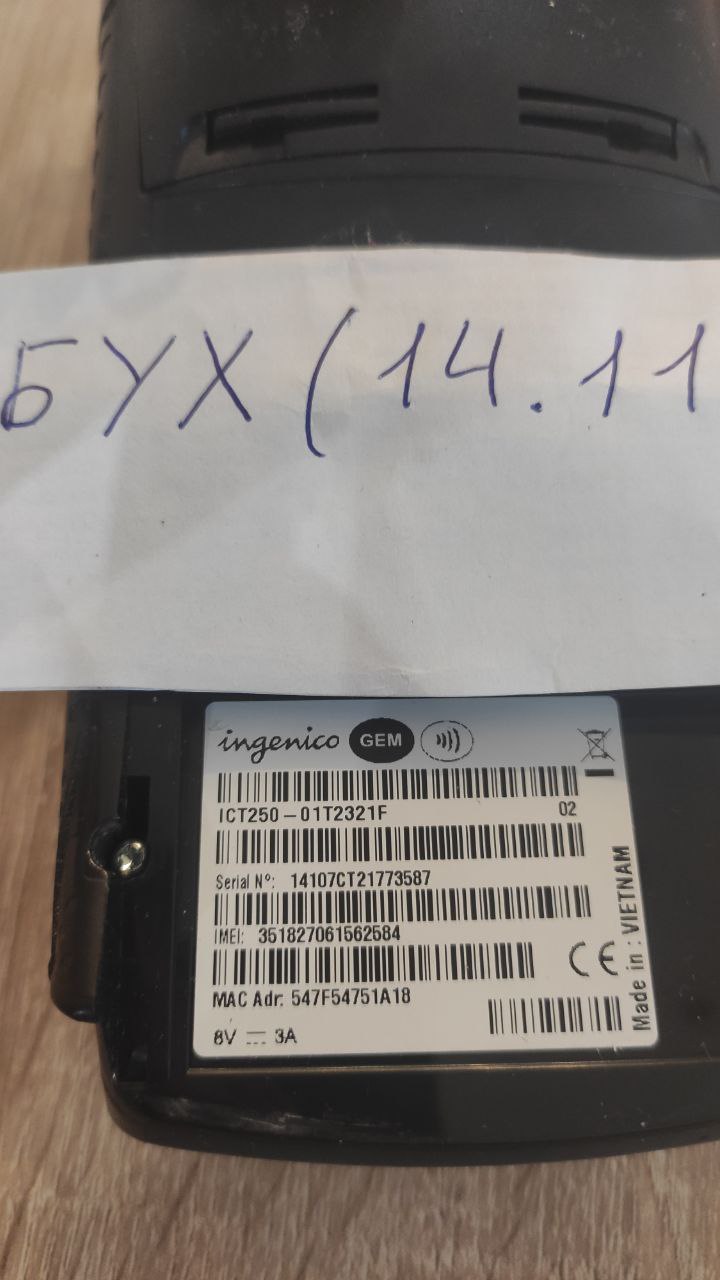 БУХ (14.11
ingenico GEM
ICT250-01T2321F 02
Serial Nº: 14107CT21773587
IMEI: 351827061562584
MAC Adr: 547F54751A18
8V 3A
CE
Made in : VIETNAM